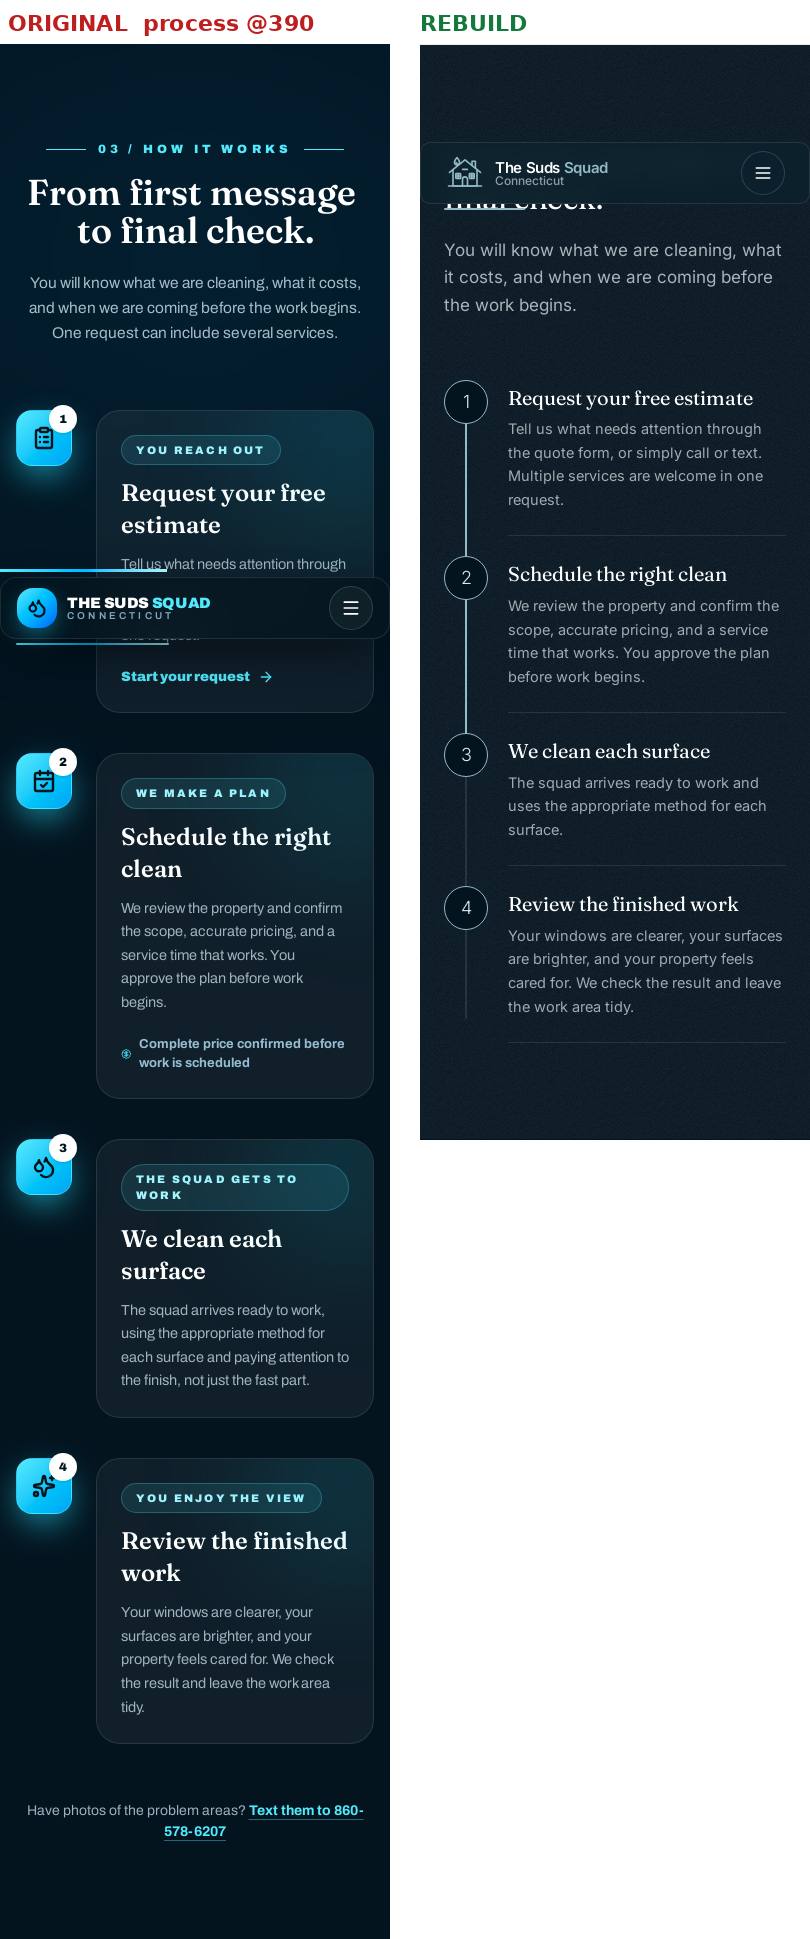 ORIGINAL process @390
03 / HOW IT WORKS
From first message
to final check.
You will know what we are cleaning, what it costs,
and when we are coming before the work begins.
One request can include several services.
1
YOU REACH OUT
Request your free
estimate
Tell us what needs attention through
THE SUDS SQUAD
CONNECTICUT
Start your request
2
WE MAKE A PLAN
Schedule the right
clean
We review the property and confirm
the scope, accurate pricing, and a
service time that works. You
approve the plan before work
begins.
Complete price confirmed before
work is scheduled
3
THE SQUAD GETS TO
WORK
We clean each
surface
The squad arrives ready to work,
using the appropriate method for
each surface and paying attention to
the finish, not just the fast part.
4
YOU ENJOY THE VIEW
Review the finished
work
Your windows are clearer, your
surfaces are brighter, and your
property feels cared for. We check
the result and leave the work area
tidy.
Have photos of the problem areas? Text them to 860-
578-6207
REBUILD
The Suds Squad
Connecticut
final check.
You will know what we are cleaning, what
it costs, and when we are coming before
the work begins.
1
Request your free estimate
Tell us what needs attention through
the quote form, or simply call or text.
Multiple services are welcome in one
request.
2
Schedule the right clean
We review the property and confirm the
scope, accurate pricing, and a service
time that works. You approve the plan
before work begins.
3
We clean each surface
The squad arrives ready to work and
uses the appropriate method for each
surface.
4
Review the finished work
Your windows are clearer, your surfaces
are brighter, and your property feels
cared for. We check the result and leave
the work area tidy.